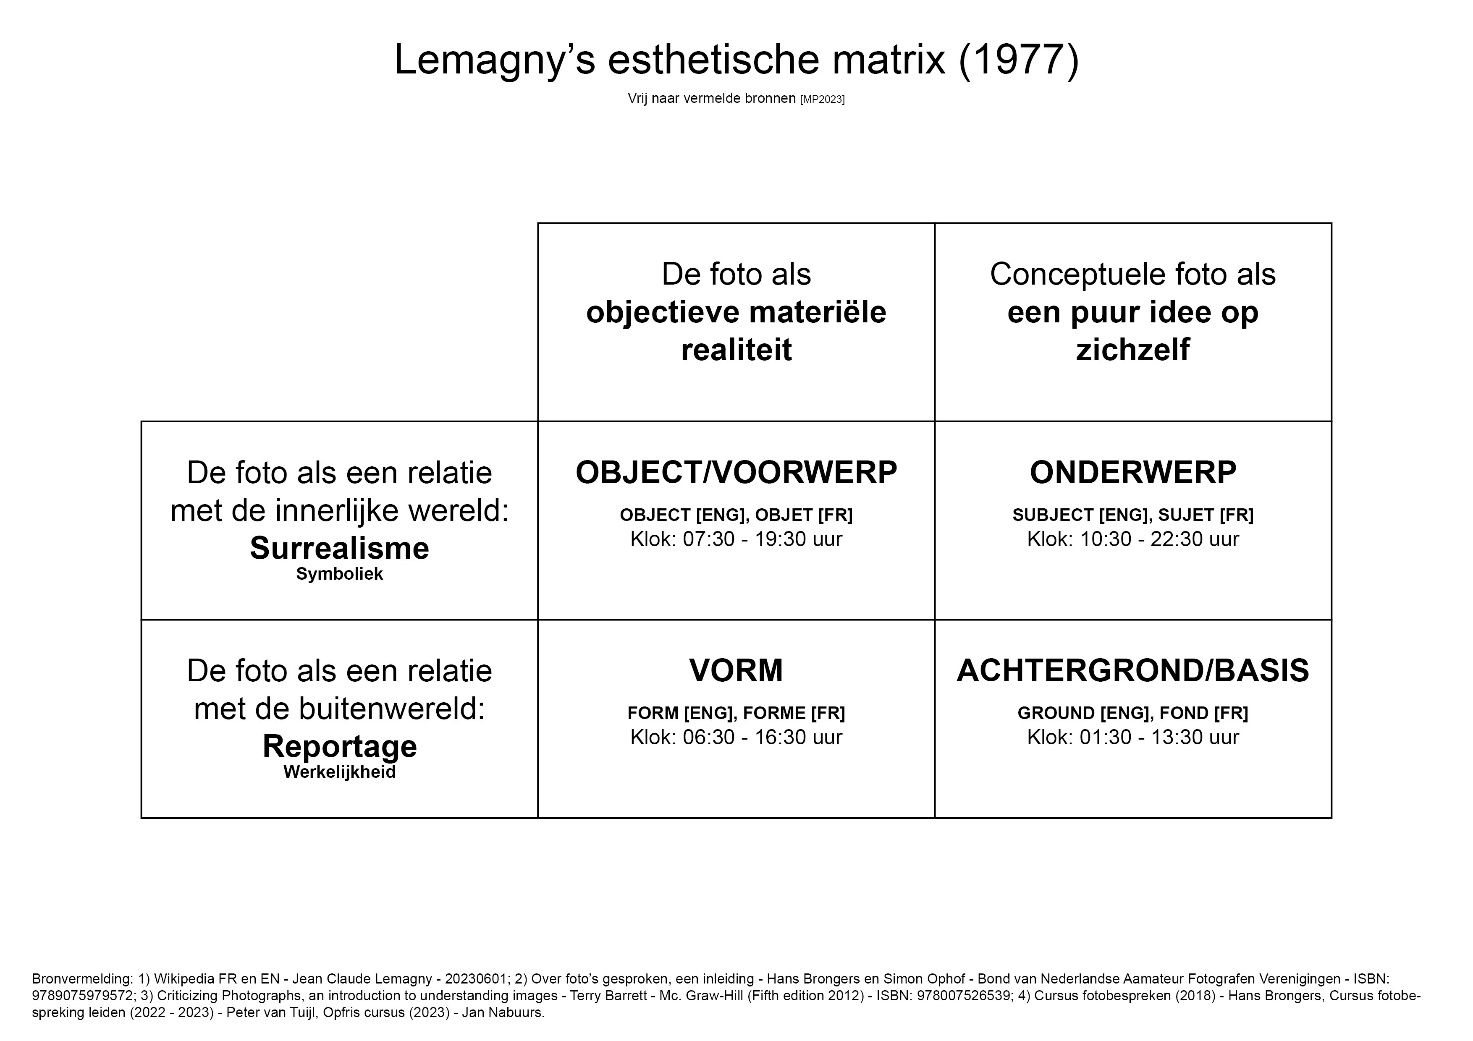 Lemagny’s esthetische matrix (1977)
Vrij naar vermelde bronnen [MP2023]
De foto als
objectieve materiële
realiteit
Conceptuele foto als
een puur idee op
zichzelf
De foto als een relatie
met de innerlijke wereld:
Surrealisme
Symboliek
OBJECT/VOORWERP
OBJECT [ENG], OBJET [FR]
Klok: 07:30 - 19:30 uur
ONDERWERP
SUBJECT [ENG], SUJET [FR]
Klok: 10:30 - 22:30 uur
De foto als een relatie
met de buitenwereld:
Reportage
Werkelijkheid
VORM
FORM [ENG], FORME [FR]
Klok: 06:30 - 16:30 uur
ACHTERGROND/BASIS
GROUND [ENG], FOND [FR]
Klok: 01:30 - 13:30 uur
Bronvermelding: 1) Wikipedia FR en EN - Jean Claude Lemagny - 20230601; 2) Over foto’s gesproken, een inleiding - Hans Brongers en Simon Ophof - Bond van Nederlandse Aamateur Fotografen Verenigingen - ISBN:
9789075979572; 3) Criticizing Photographs, an introduction to understanding images - Terry Barrett - Mc. Graw-Hill (Fifth edition 2012) - ISBN: 978007526539; 4) Cursus fotobespreken (2018) - Hans Brongers, Cursus fotobe-
spreking leiden (2022 - 2023) - Peter van Tuijl, Opfris cursus (2023) - Jan Nabuurs.